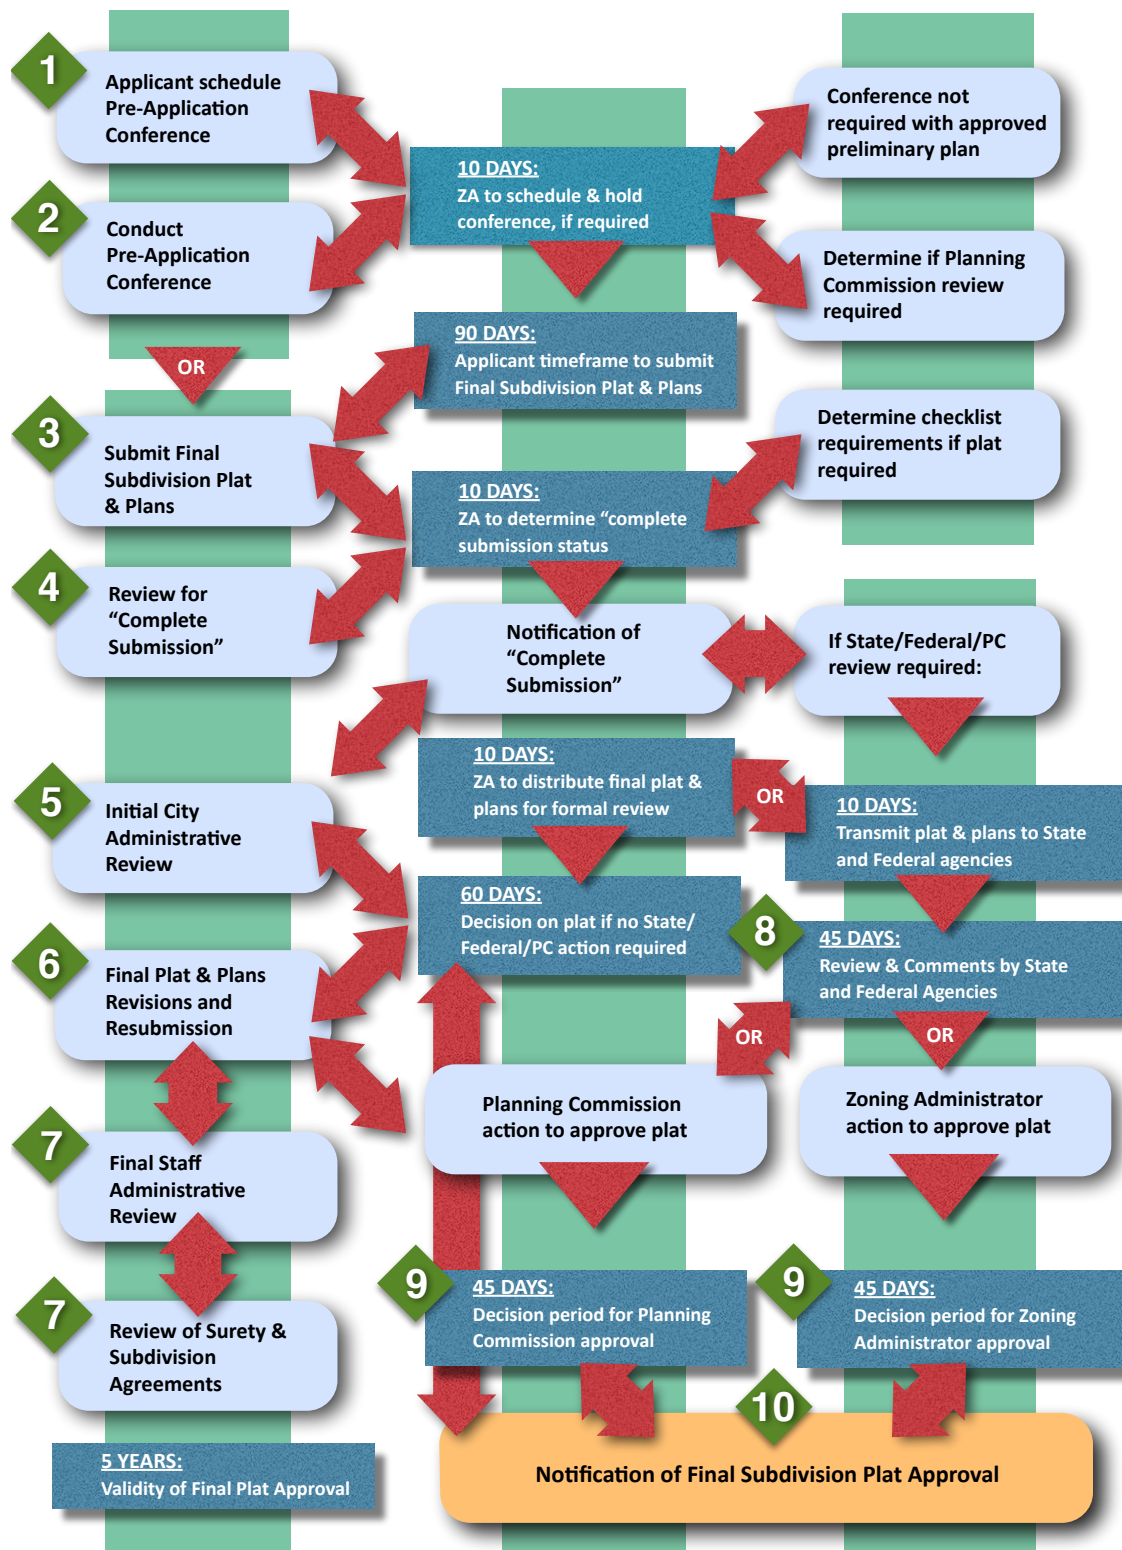 1
Applicant schedule
Pre-Application
Conference
10 DAYS:
ZA to schedule & hold
conference, if required
Conference not
required with approved
preliminary plan
2
Conduct
Pre-Application
Conference
Determine if Planning
Commission review
required
OR
90 DAYS:
Applicant timeframe to submit
Final Subdivision Plat & Plans
3
Submit Final
Subdivision Plat
& Plans
Determine checklist
requirements if plat
required
10 DAYS:
ZA to determine “complete
submission status
4
Review for
“Complete
Submission”
Notification of
“Complete
Submission”
If State/Federal/PC
review required:
5
Initial City
Administrative
Review
10 DAYS:
ZA to distribute final plat &
plans for formal review
OR
10 DAYS:
Transmit plat & plans to State
and Federal agencies
60 DAYS:
Decision on plat if no State/
Federal/PC action required
8
45 DAYS:
Review & Comments by State
and Federal Agencies
6
Final Plat & Plans
Revisions and
Resubmission
OR
OR
Planning Commission
action to approve plat
Zoning Administrator
action to approve plat
7
Final Staff
Administrative
Review
9
45 DAYS:
Decision period for Planning
Commission approval
9
45 DAYS:
Decision period for Zoning
Administrator approval
7
Review of Surety &
Subdivision
Agreements
10
Notification of Final Subdivision Plat Approval
5 YEARS:
Validity of Final Plat Approval